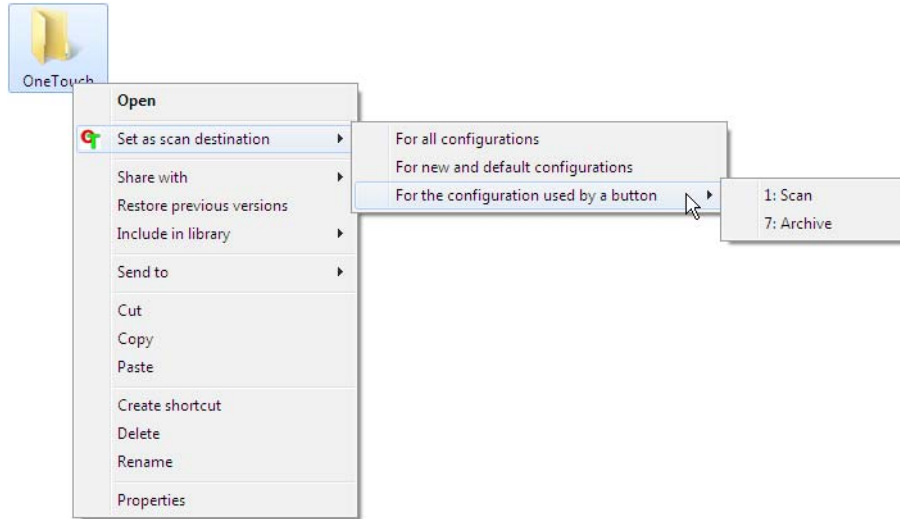 OneTouch
Open
Set as scan destination
Share with
Restore previous versions
Include in library
Send to
Cut
Copy
Paste
Create shortcut
Delete
Rename
Properties
For all configurations
For new and default configurations
For the configuration used by a button
1: Scan
7: Archive